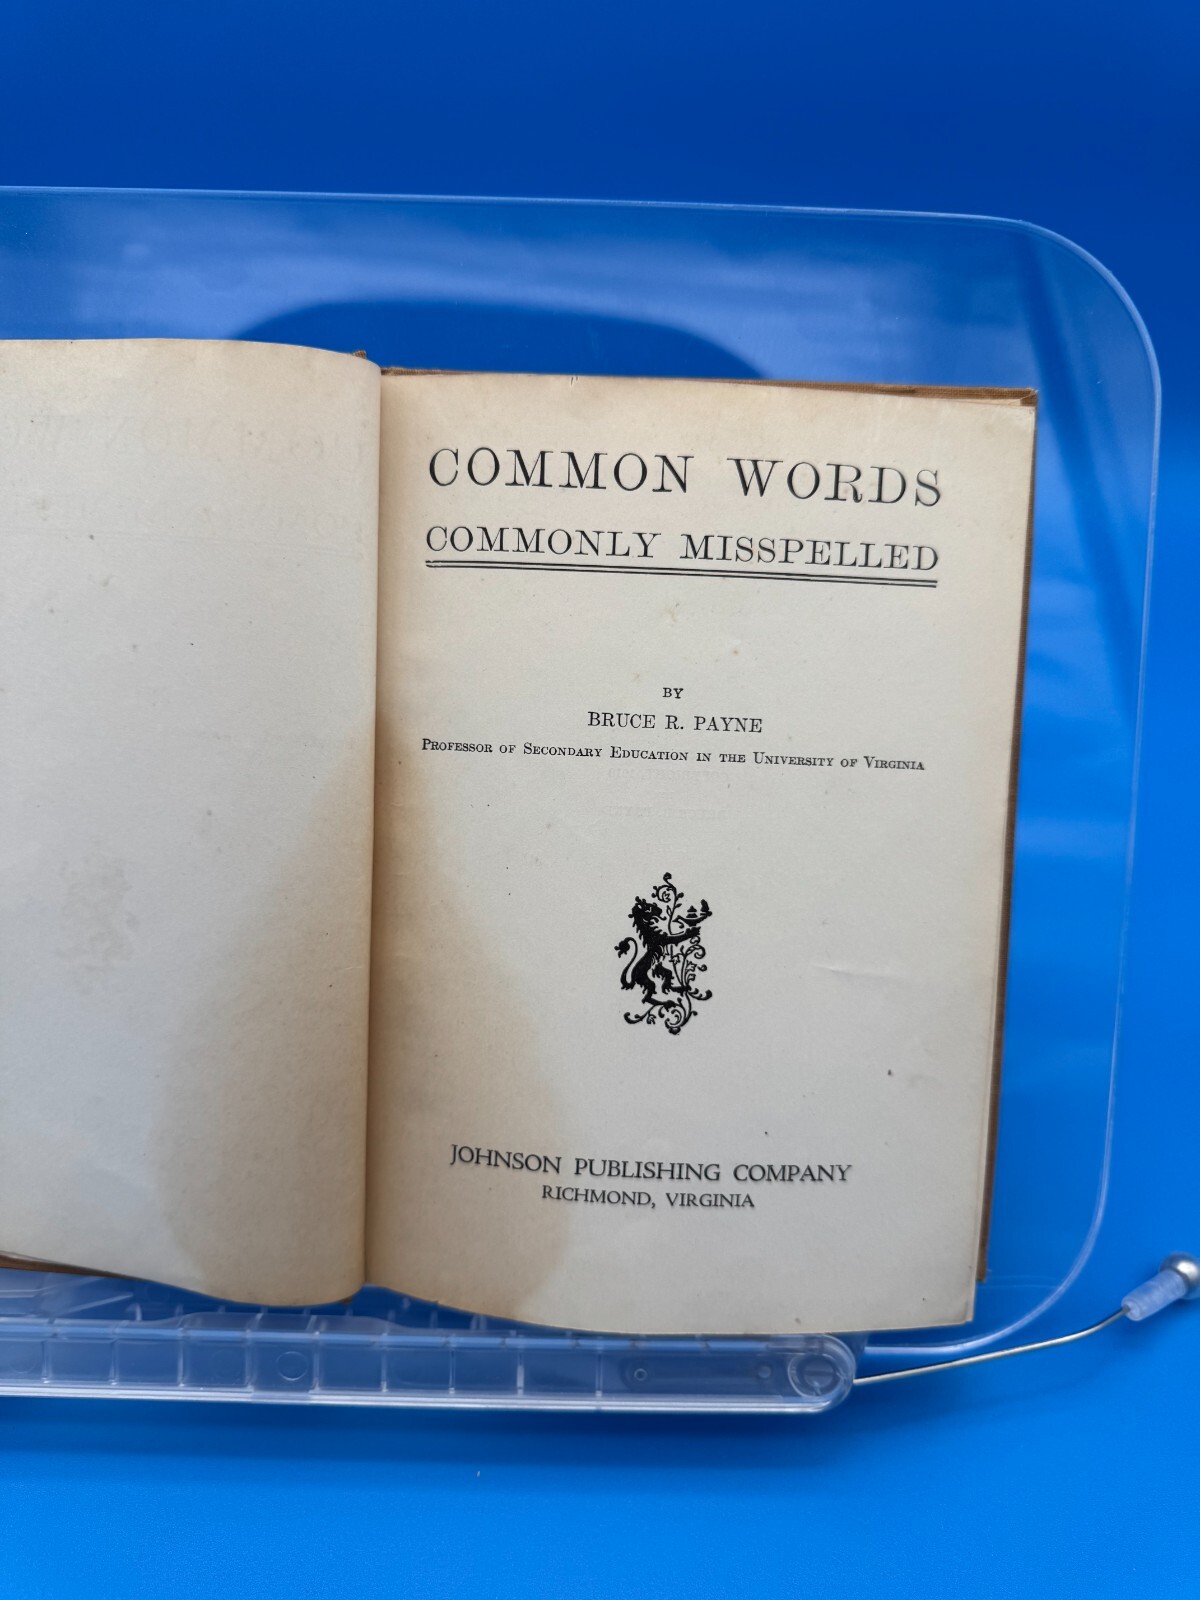 COMMON WORDS
COMMONLY MISSPELLED
BY
BRUCE R. PAYNE
PROFESSOR OF SECONDARY EDUCATION IN THE UNIVERSITY OF VIRGINIA
JOHNSON PUBLISHING COMPANY
RICHMOND, VIRGINIA